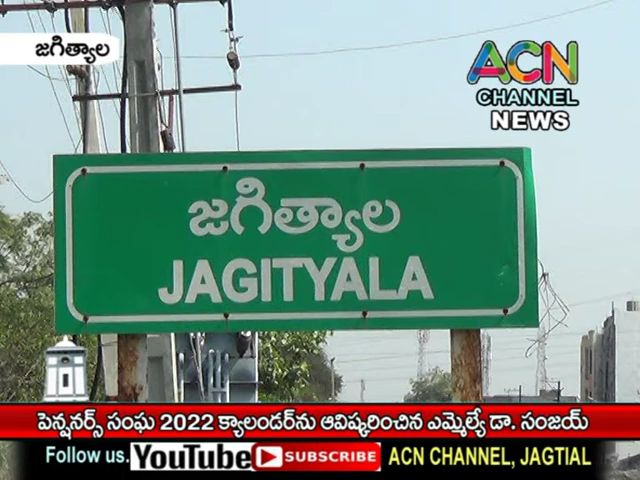 జగిత్యాల
ACN
CHANNEL
NEWS
జగిత్యాల
JAGITYALA
పెన్షనర్స్ సంఘ 2022 క్యాలండర్‌ను ఆవిష్కరించిన ఎమ్మెల్యే డా. సంజయ్
Follow us. YouTube SUBSCRIBE ACN CHANNEL, JAGTIAL